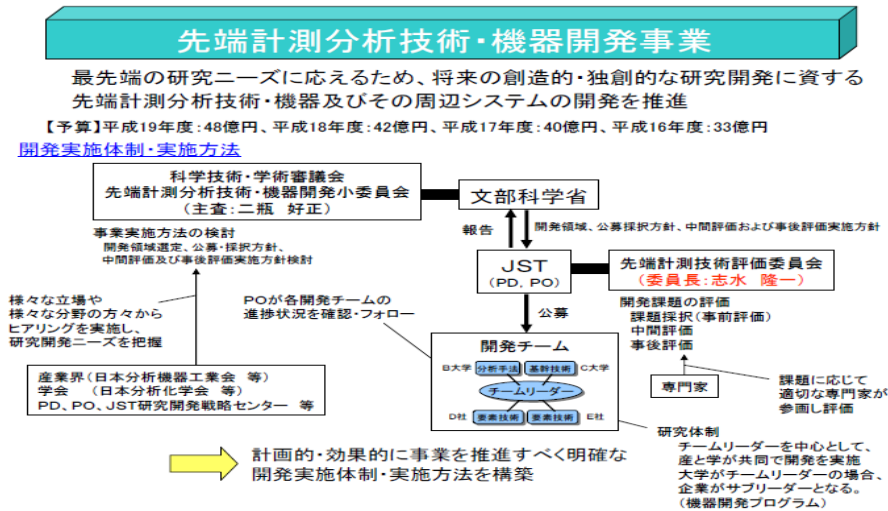 先端計測分析技術・機器開発事業
最先端の研究ニーズに応えるため、将来の創造的・独創的な研究開発に資する
先端計測分析技術・機器及びその周辺システムの開発を推進
【予算】平成19年度:48億円、平成18年度:42億円、平成17年度:40億円、平成16年度:33億円
開発実施体制・実施方法
科学技術・学術審議会
先端計測分析技術・機器開発小委員会
(主査:二瓶 好正)
文部科学省
事業実施方法の検討
開発領域選定、公募・採択方針、
中間評価及び事後評価実施方針検討
報告
開発領域、公募採択方針、中間評価および事後評価実施方針
JST
(PD, PO)
先端計測技術評価委員会
(委員長:志水 隆一)
様々な立場や
様々な分野の方々から
ヒアリングを実施し、
研究開発ニーズを把握
POが各開発チームの
進捗状況を確認・フォロー
公募
開発課題の評価
課題採択(事前評価)
中間評価
事後評価
開発チーム
B大学
分析手法
基幹技術
C大学
チームリーダー
D社
要素技術
要素技術
E社
産業界(日本分析機器工業会 等)
学会 (日本分析化学会 等)
PD、PO、JST研究開発戦略センター 等
専門家
課題に応じて
適切な専門家が
参画し評価
研究体制
チームリーダーを中心として、
産と学が共同で開発を実施
大学がチームリーダーの場合、
企業がサブリーダーとなる。
(機器開発プログラム)
計画的・効果的に事業を推進すべく明確な
開発実施体制・実施方法を構築